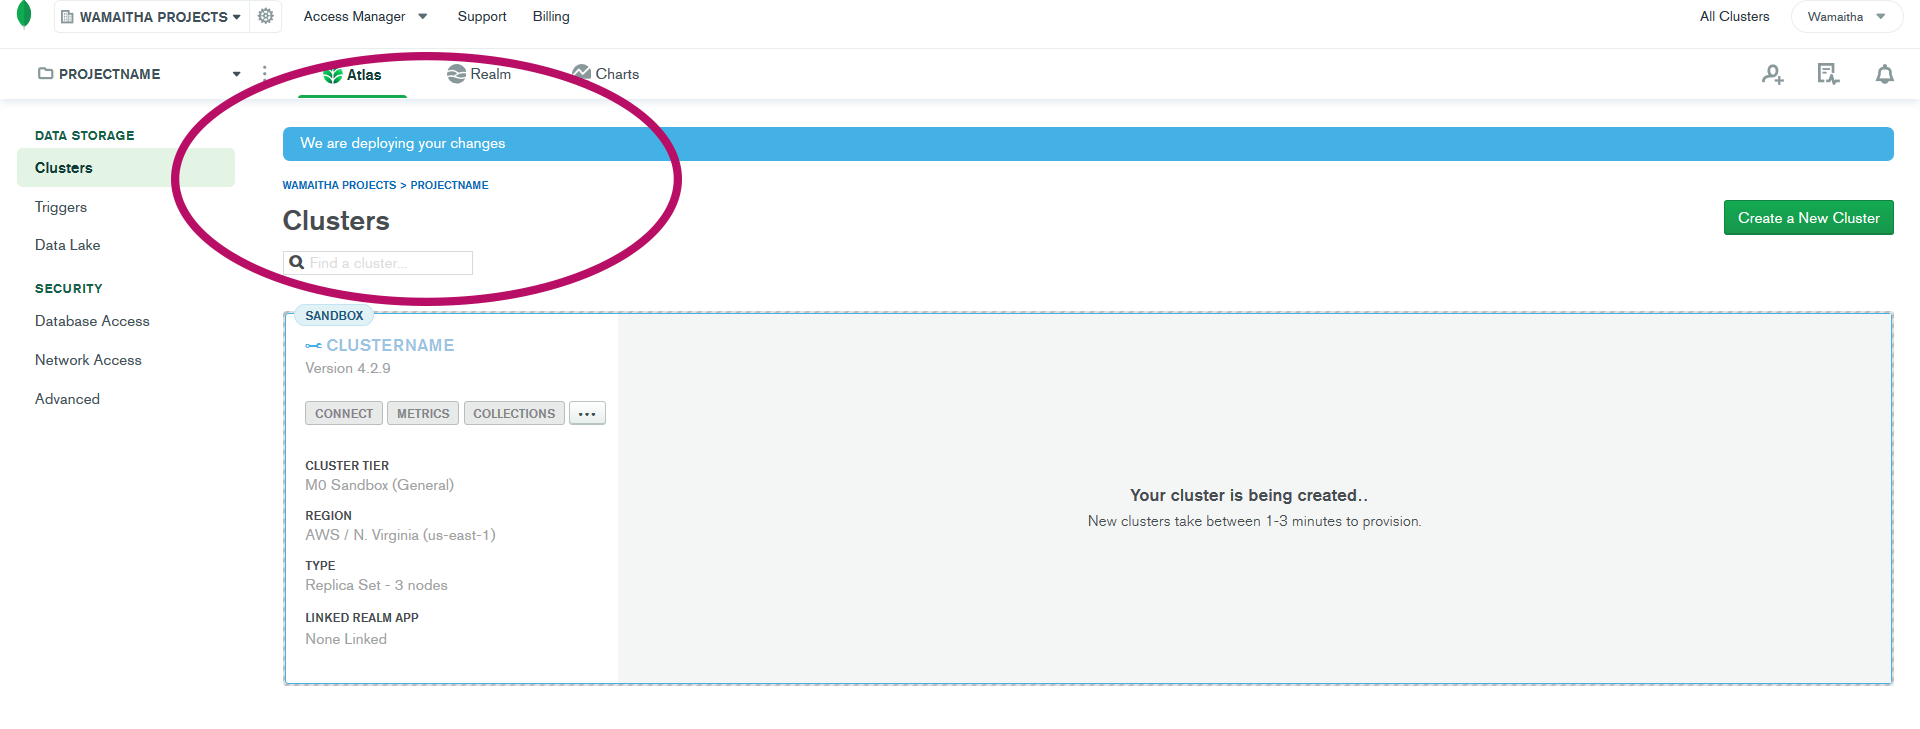 WAMAITHA PROJECTS Access Manager Support Billing All Clusters Wamaitha
PROJECTNAME Atlas Realm Charts
DATA STORAGE
Clusters
Triggers
Data Lake
SECURITY
Database Access
Network Access
Advanced
We are deploying your changes
WAMAITHA PROJECTS > PROJECTNAME
Clusters
Create a New Cluster
Find a cluster...
SANDBOX
CLUSTERNAME
Version 4.2.9
CONNECT METRICS COLLECTIONS ...
CLUSTER TIER
M0 Sandbox (General)
REGION
AWS / N. Virginia (us-east-1)
TYPE
Replica Set - 3 nodes
LINKED REALM APP
None Linked
Your cluster is being created..
New clusters take between 1-3 minutes to provision.